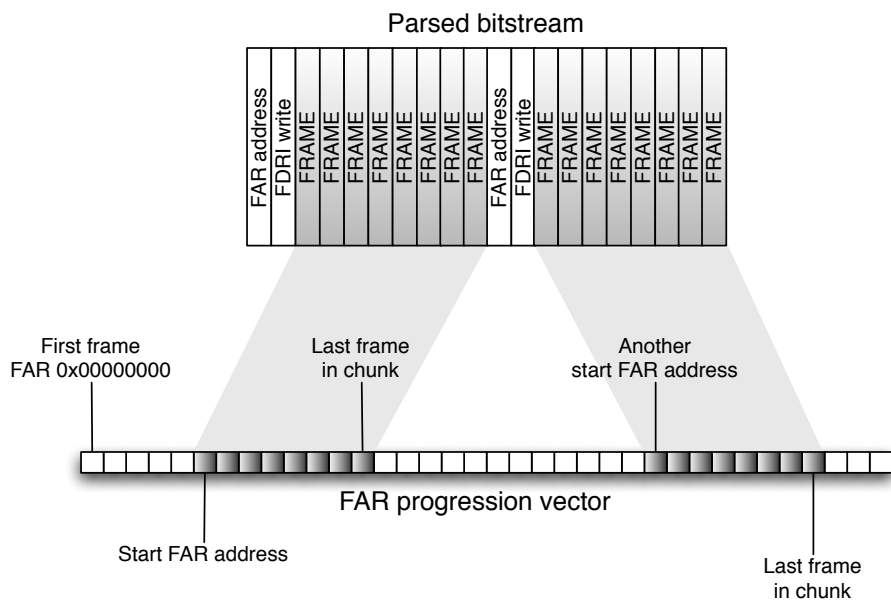 Parsed bitstream
FAR address
FDRI write
FRAME
FRAME
FRAME
FRAME
FRAME
FRAME
FRAME
FRAME
FAR address
FDRI write
FRAME
FRAME
FRAME
FRAME
FRAME
FRAME
FRAME
FRAME
First frame
FAR 0x00000000
Last frame
in chunk
Another
start FAR address
FAR progression vector
Start FAR address
Last frame
in chunk